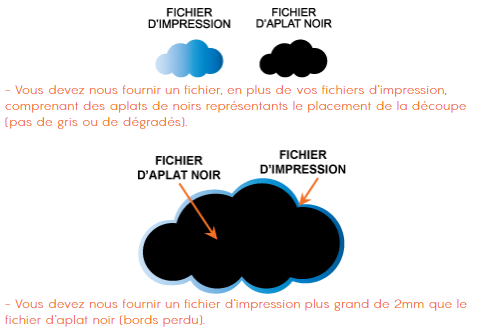 FICHIER
D'IMPRESSION
FICHIER
D'APLAT NOIR
- Vous devez nous fournir un fichier, en plus de vos fichiers d'impression,
comprenant des aplats de noirs représentants le placement de la découpe
(pas de gris ou de dégradés).
FICHIER
D'APLAT NOIR
FICHIER
D'IMPRESSION
- Vous devez nous fournir un fichier d'impression plus grand de 2mm que le
fichier d'aplat noir (bords perdu).